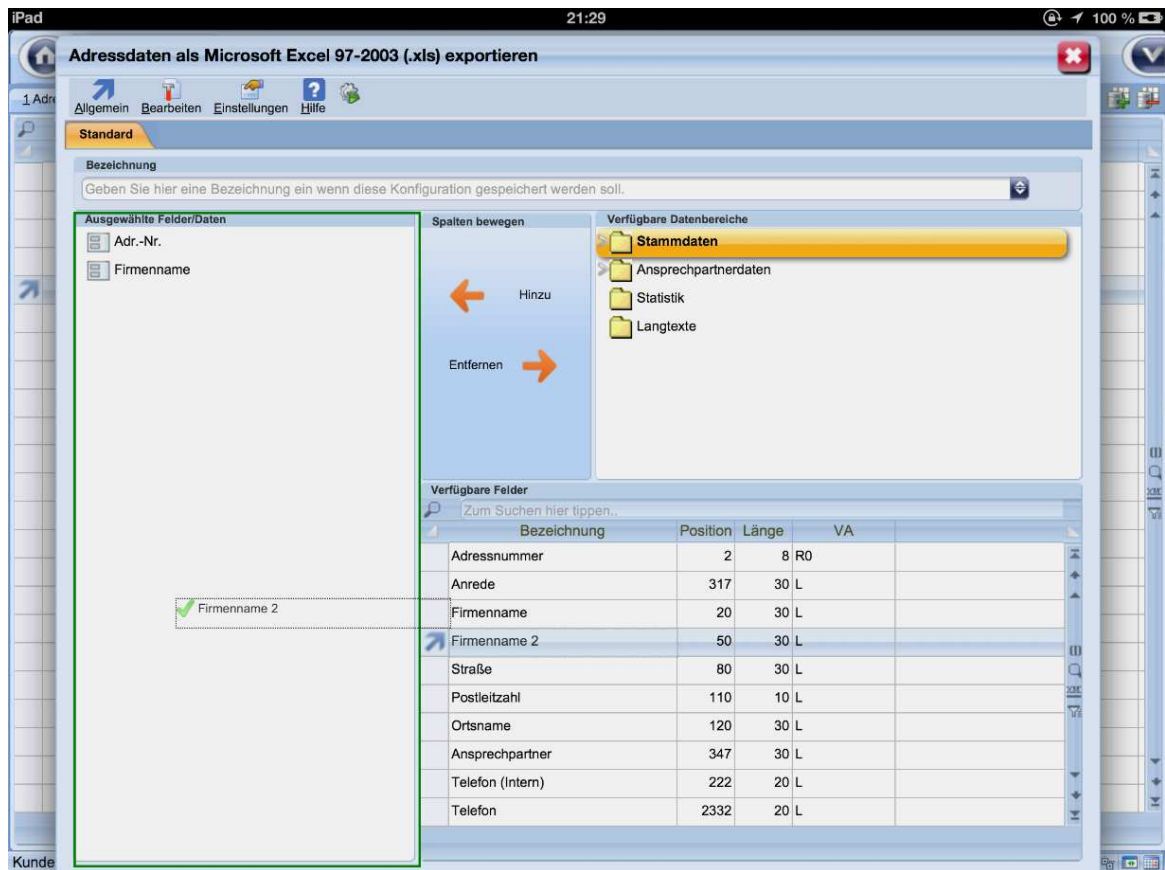 iPad 21:29 100 %
Adressdaten als Microsoft Excel 97-2003 (.xls) exportieren
1 Adre
Allgemein Bearbeiten Einstellungen Hilfe
Standard
Bezeichnung
Geben Sie hier eine Bezeichnung ein wenn diese Konfiguration gespeichert werden soll.
Ausgewählte Felder/Daten
Adr.-Nr.
Firmenname
Spalten bewegen
Hinzu
Entfernen
Verfügbare Datenbereiche
Stammdaten
Ansprechpartnerdaten
Statistik
Langtexte
Verfügbare Felder
Zum Suchen hier tippen..
Bezeichnung Position Länge VA
Adressnummer 2 8 R0
Anrede 317 30 L
Firmenname 2
Firmenname 20 30 L
Firmenname 2 50 30 L
Straße 80 30 L
Postleitzahl 110 10 L
Ortsname 120 30 L
Ansprechpartner 347 30 L
Telefon (Intern) 222 20 L
Telefon 2332 20 L
Kunde